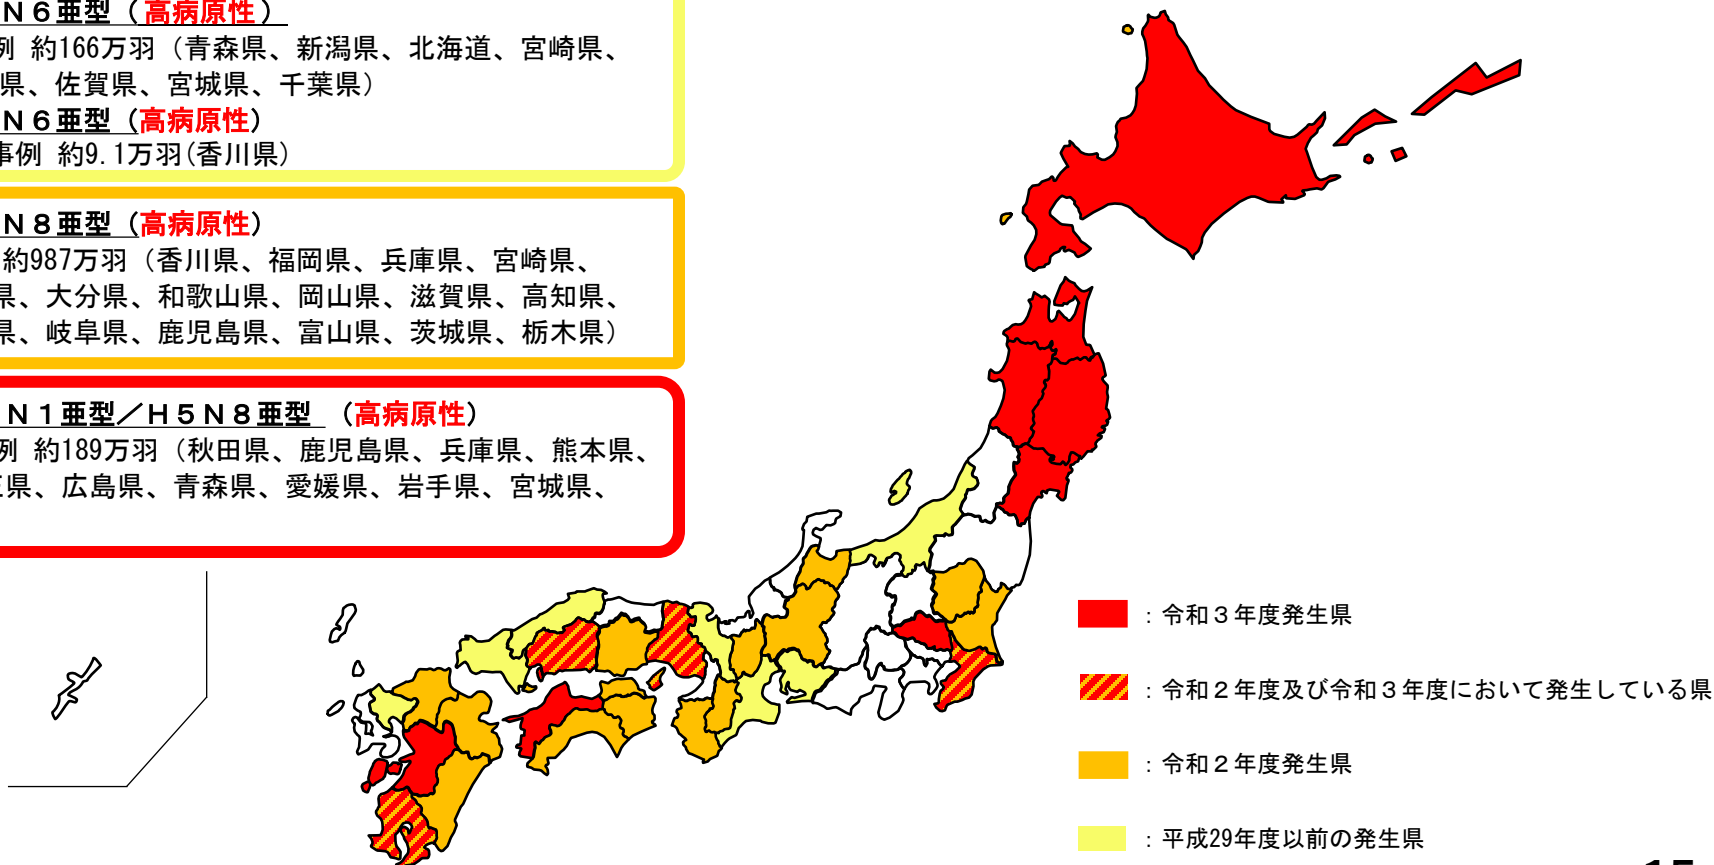 Ｎ６亜型（高病原性）
例 約166万羽（青森県、新潟県、北海道、宮崎県、
県、佐賀県、宮城県、千葉県）
Ｎ６亜型（高病原性）
事例 約9.1万羽(香川県)
Ｎ８亜型（高病原性）
約987万羽（香川県、福岡県、兵庫県、宮崎県、
県、大分県、和歌山県、岡山県、滋賀県、高知県、
県、岐阜県、鹿児島県、富山県、茨城県、栃木県）
Ｎ１亜型／Ｈ５Ｎ８亜型 （高病原性）
例 約189万羽（秋田県、鹿児島県、兵庫県、熊本県、
県、広島県、青森県、愛媛県、岩手県、宮城県、
：令和３年度発生県
：令和２年度及び令和３年度において発生している県
：令和２年度発生県
：平成29年度以前の発生県